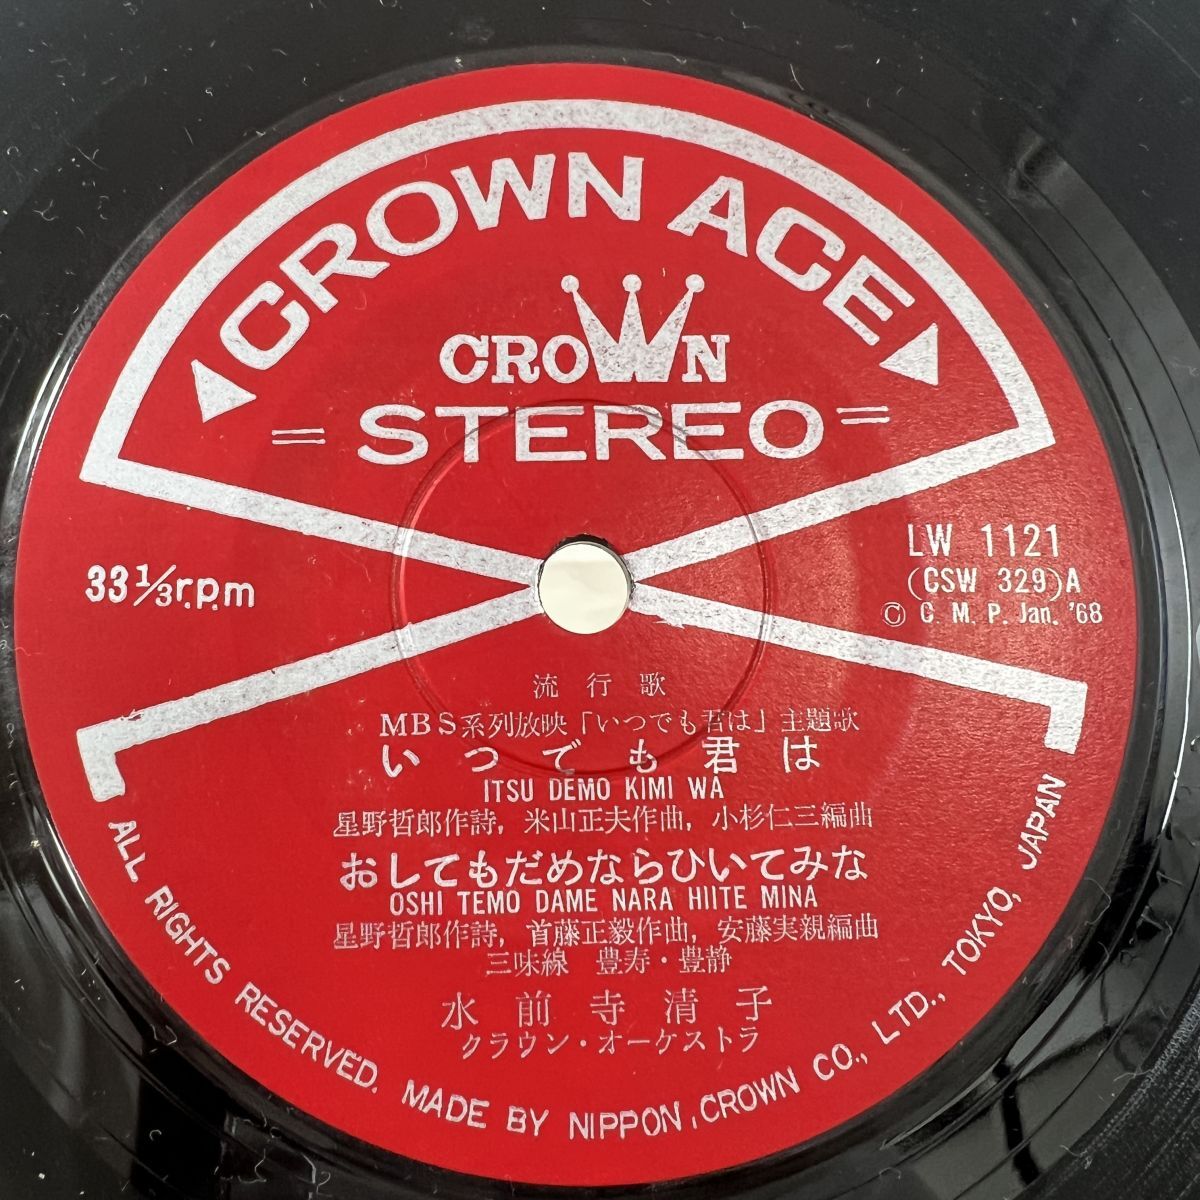 CROWN ACE
CROWN
= STEREO =
33 1/3 r.p.m
LW 1121
(CSW 329) A
© C. M. P. Jan. '68
流行歌
MBS系列放映「いつでも君は」主題歌
いつでも君は
ITSU DEMO KIMI WA
星野哲郎作詩, 米山正夫作曲, 小杉仁三編曲
おしてもだめならひいてみな
OSHI TEMO DAME NARA HIITE MINA
星野哲郎作詩, 首藤正毅作曲, 安藤実親編曲
三味線 豊寿・豊静
水前寺清子
クラウン・オーケストラ
ALL RIGHTS RESERVED. MADE BY NIPPON, CROWN CO., LTD., TOKYO, JAPAN